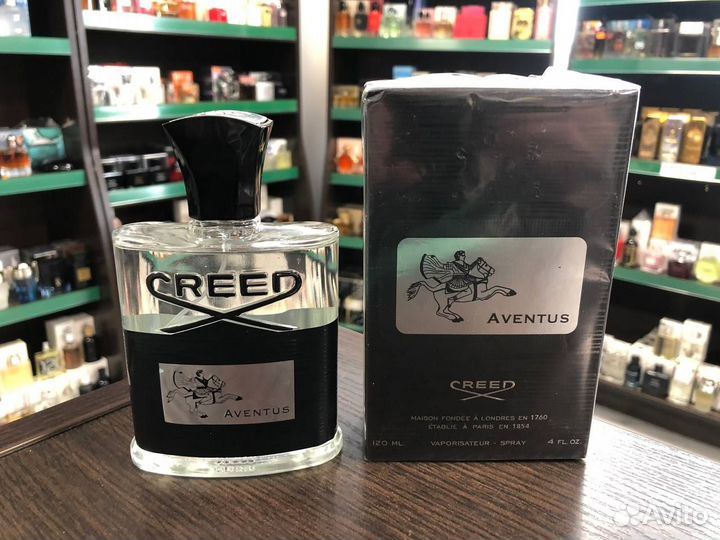 CREED
AVENTUS
AVENTUS
CREED
MAISON FONDÉE A LONDRES EN 1760
ÉTABLIE À PARIS EN 1854
120 ML. VAPORISATEUR - SPRAY 4 FL.OZ.
Avito